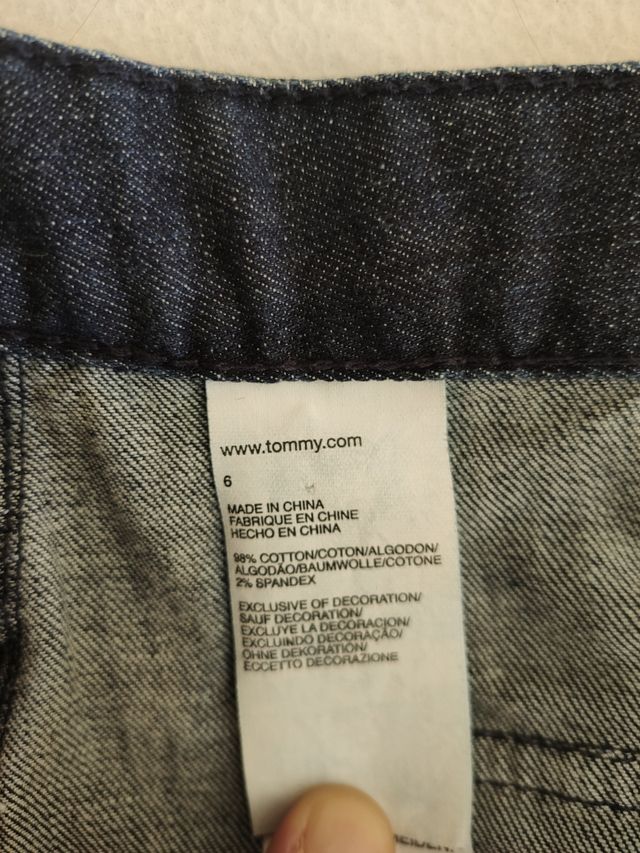 www.tommy.com
6
MADE IN CHINA
FABRIQUE EN CHINE
HECHO EN CHINA
98% COTTON/COTON/ALGODON/
ALGODÃO/BAUMWOLLE/COTONE
2% SPANDEX
EXCLUSIVE OF DECORATION/
SAUF DECORATION/
EXCLUYE LA DECORACION/
EXCLUINDO DECORAÇÃO/
OHNE DEKORATION/
ECCETTO DECORAZIONE